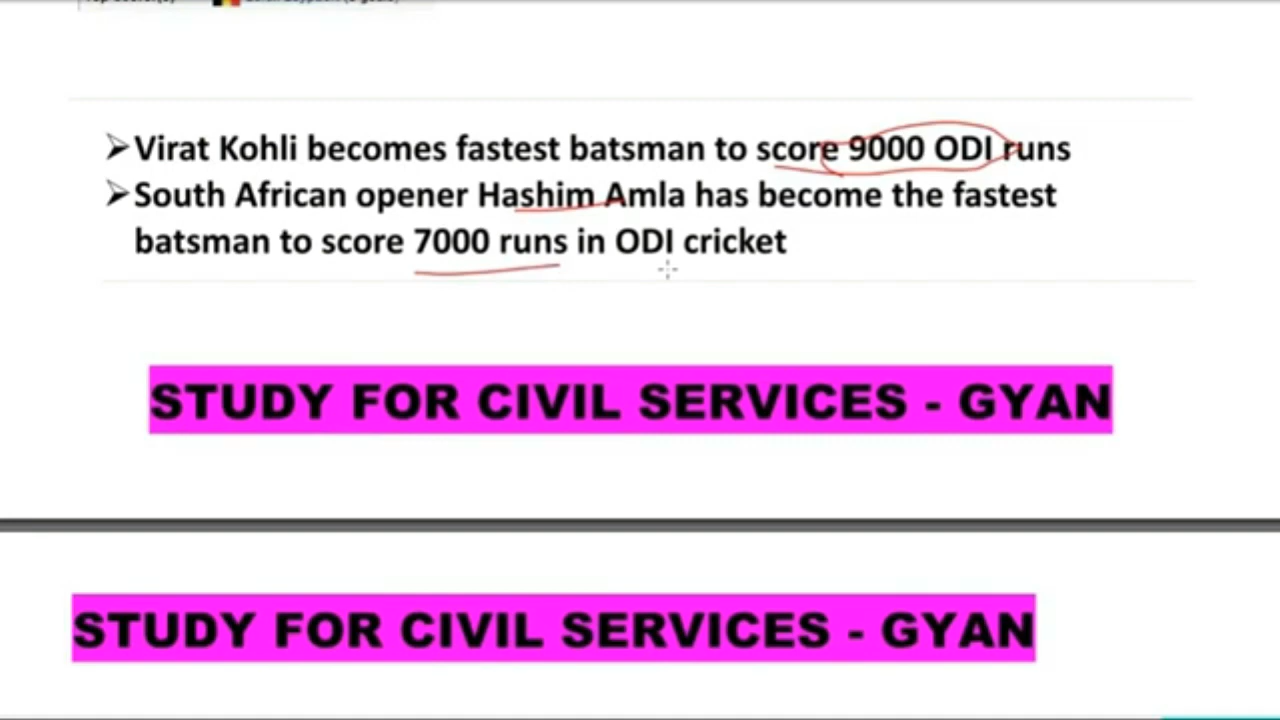 ➢Virat Kohli becomes fastest batsman to score 9000 ODI runs
➢South African opener Hashim Amla has become the fastest
batsman to score 7000 runs in ODI cricket
STUDY FOR CIVIL SERVICES - GYAN
STUDY FOR CIVIL SERVICES - GYAN